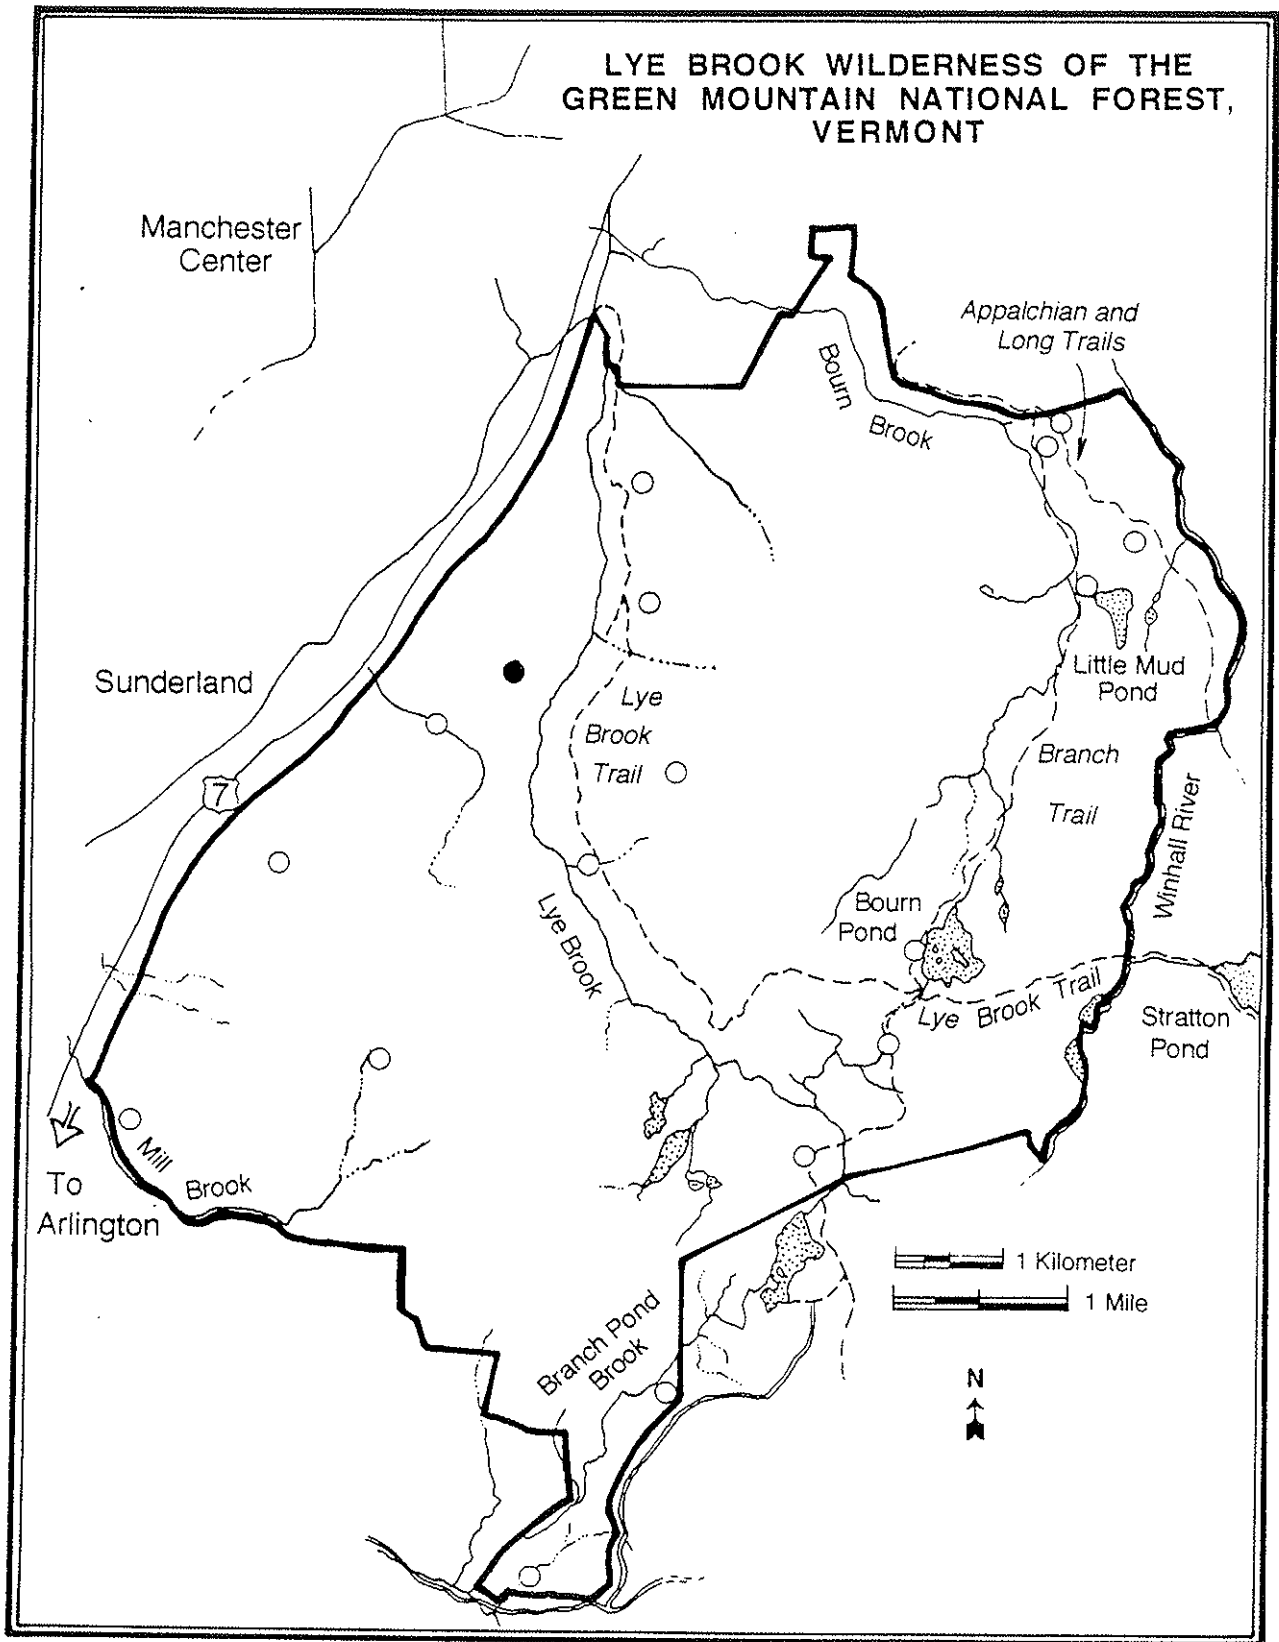 LYE BROOK WILDERNESS OF THE
GREEN MOUNTAIN NATIONAL FOREST,
VERMONT
Manchester
Center
Appalchian and
Long Trails
Bourn
Brook
Sunderland
Lye
Brook
Trail
Little Mud
Pond
Branch
Trail
7
Winhall River
Bourn
Pond
Lye Brook
Lye Brook Trail
Stratton
Pond
Mill
Brook
To
Arlington
1 Kilometer
1 Mile
Branch Pond
Brook
N